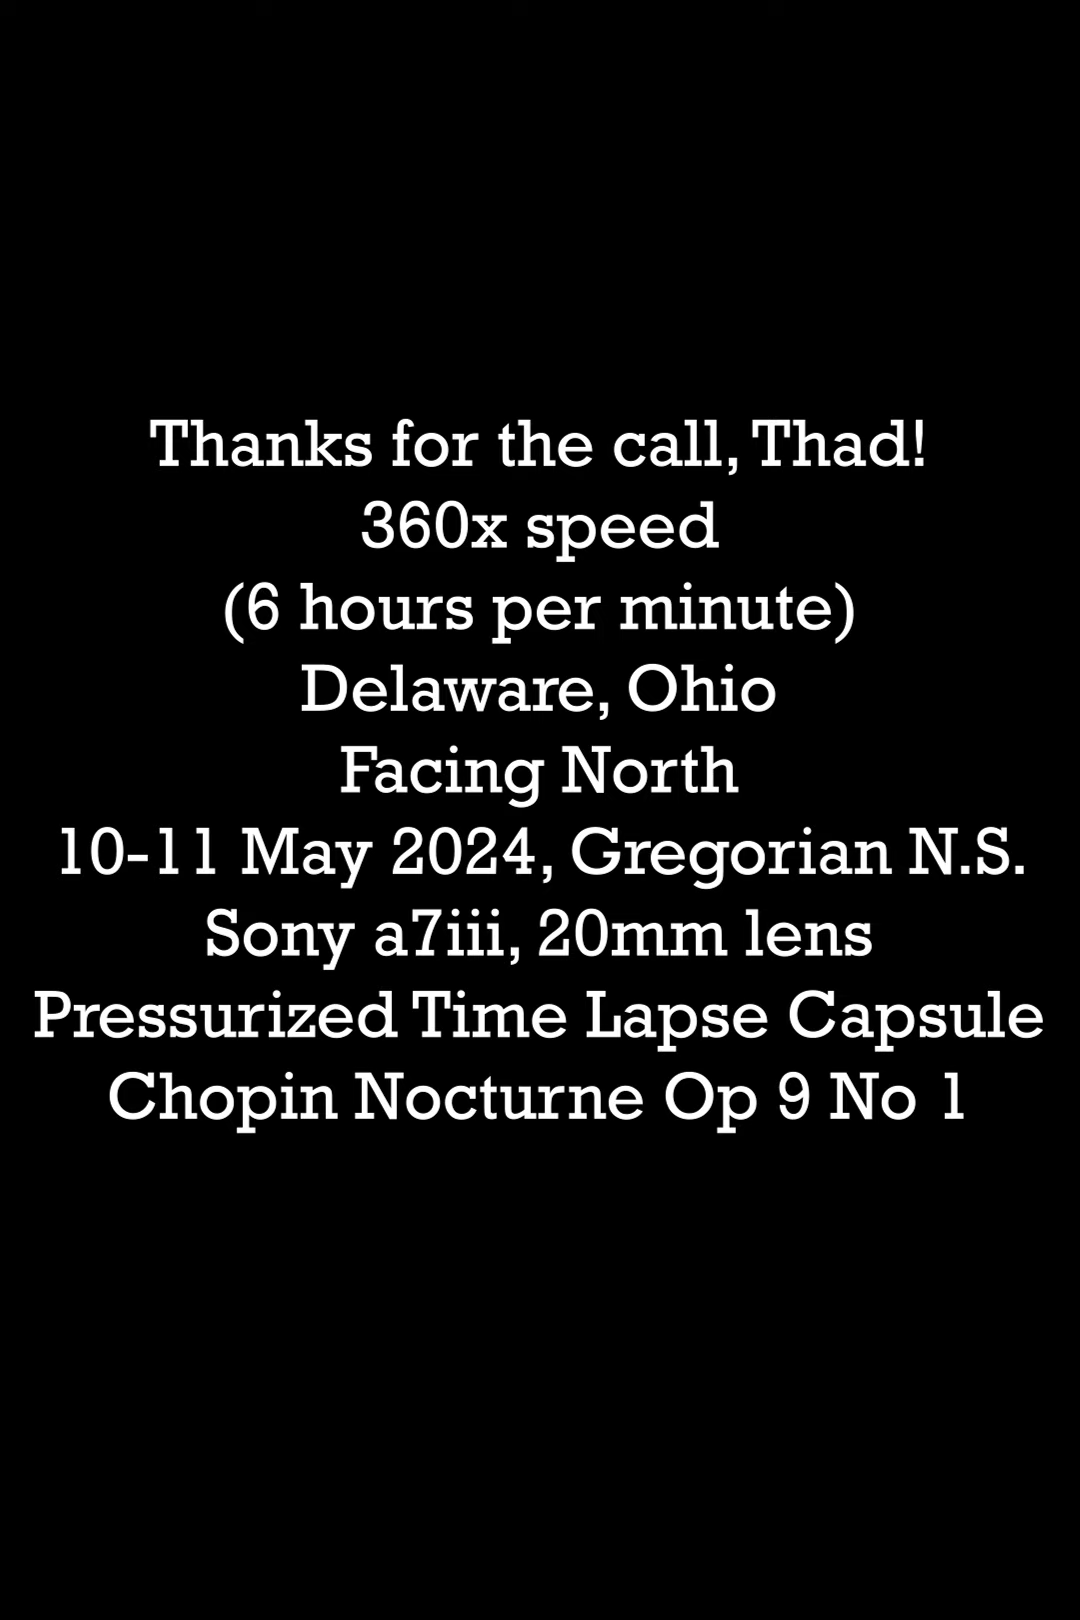 Thanks for the call, Thad!
360x speed
(6 hours per minute)
Delaware, Ohio
Facing North
10-11 May 2024, Gregorian N.S.
Sony a7iii, 20mm lens
Pressurized Time Lapse Capsule
Chopin Nocturne Op 9 No 1